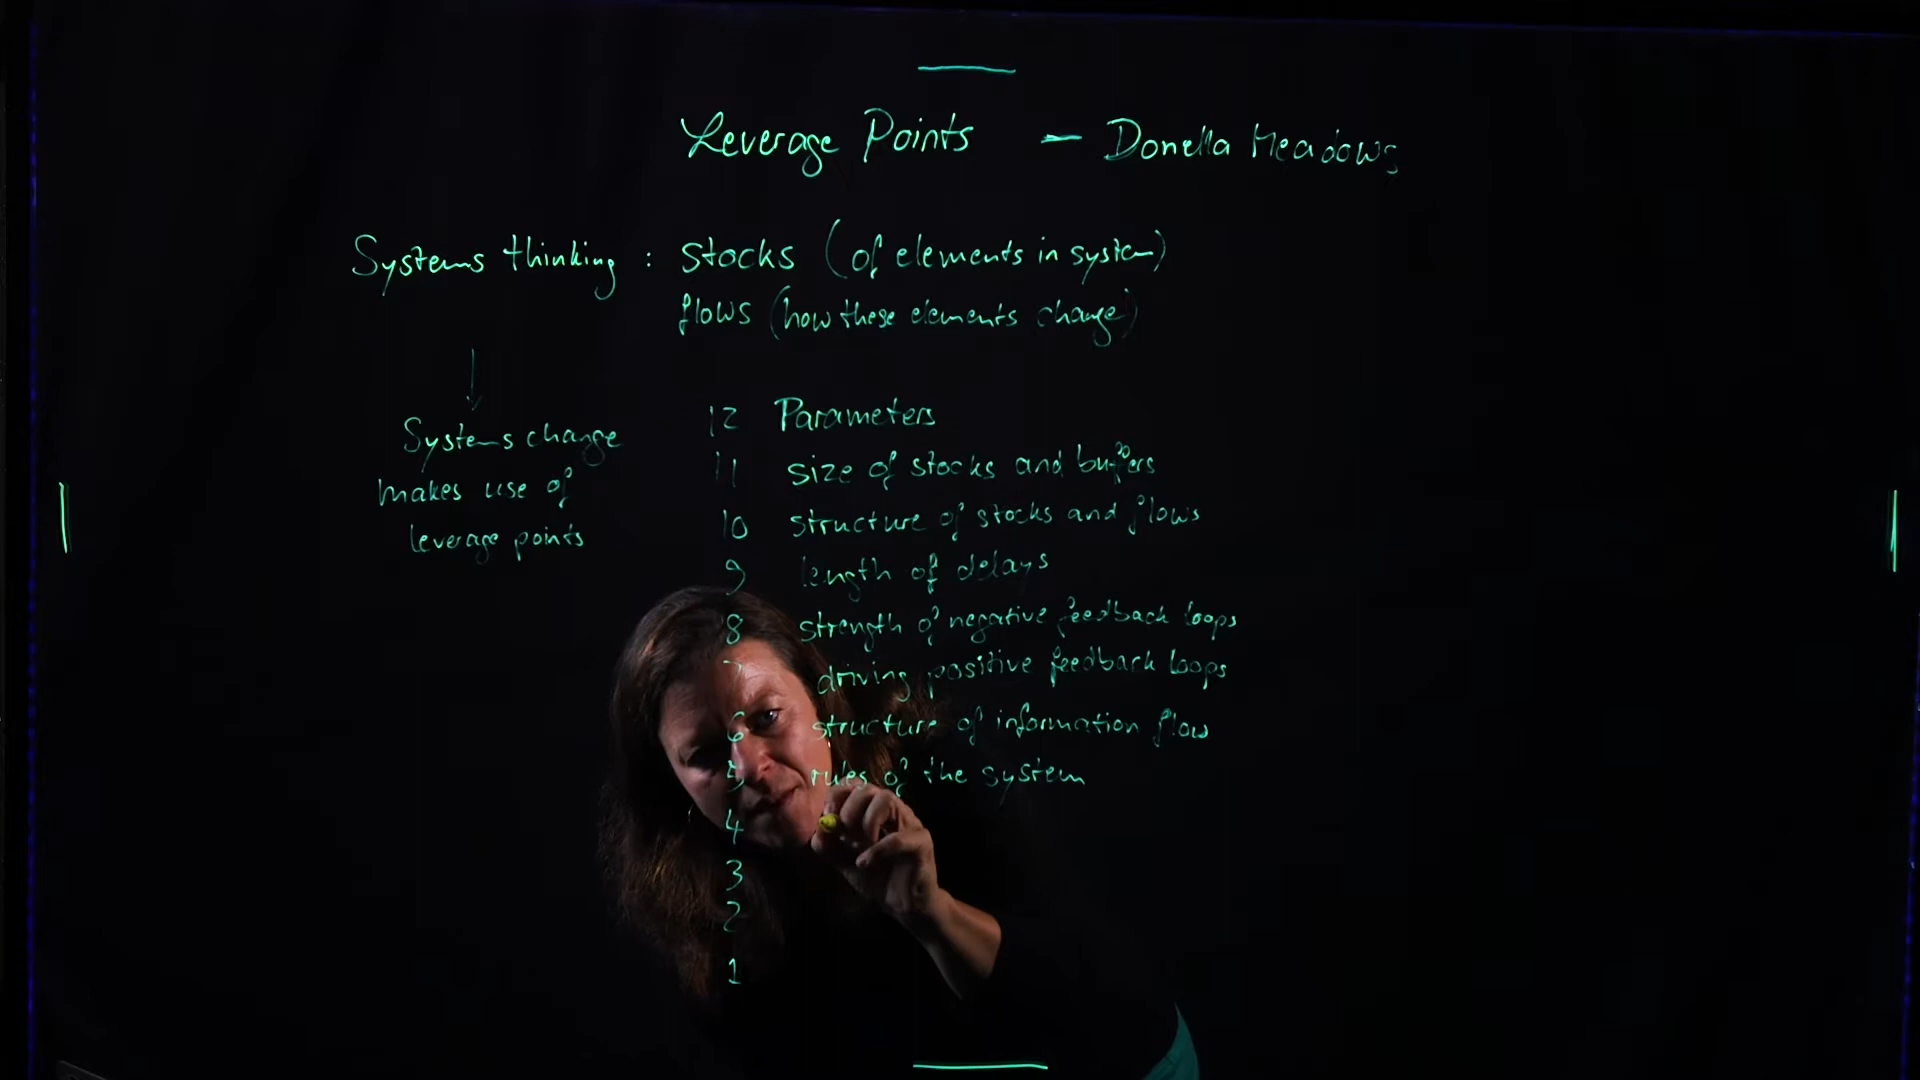 Leverage Points — Donella Meadows
Systems thinking : stocks (of elements in system)
flows (how these elements change)
Systems change
makes use of
leverage points
12 Parameters
11 size of stocks and buffers
10 structure of stocks and flows
9 length of delays
8 strength of negative feedback loops
7 driving positive feedback loops
6 structure of information flow
5 rules of the system
4
3
2
1